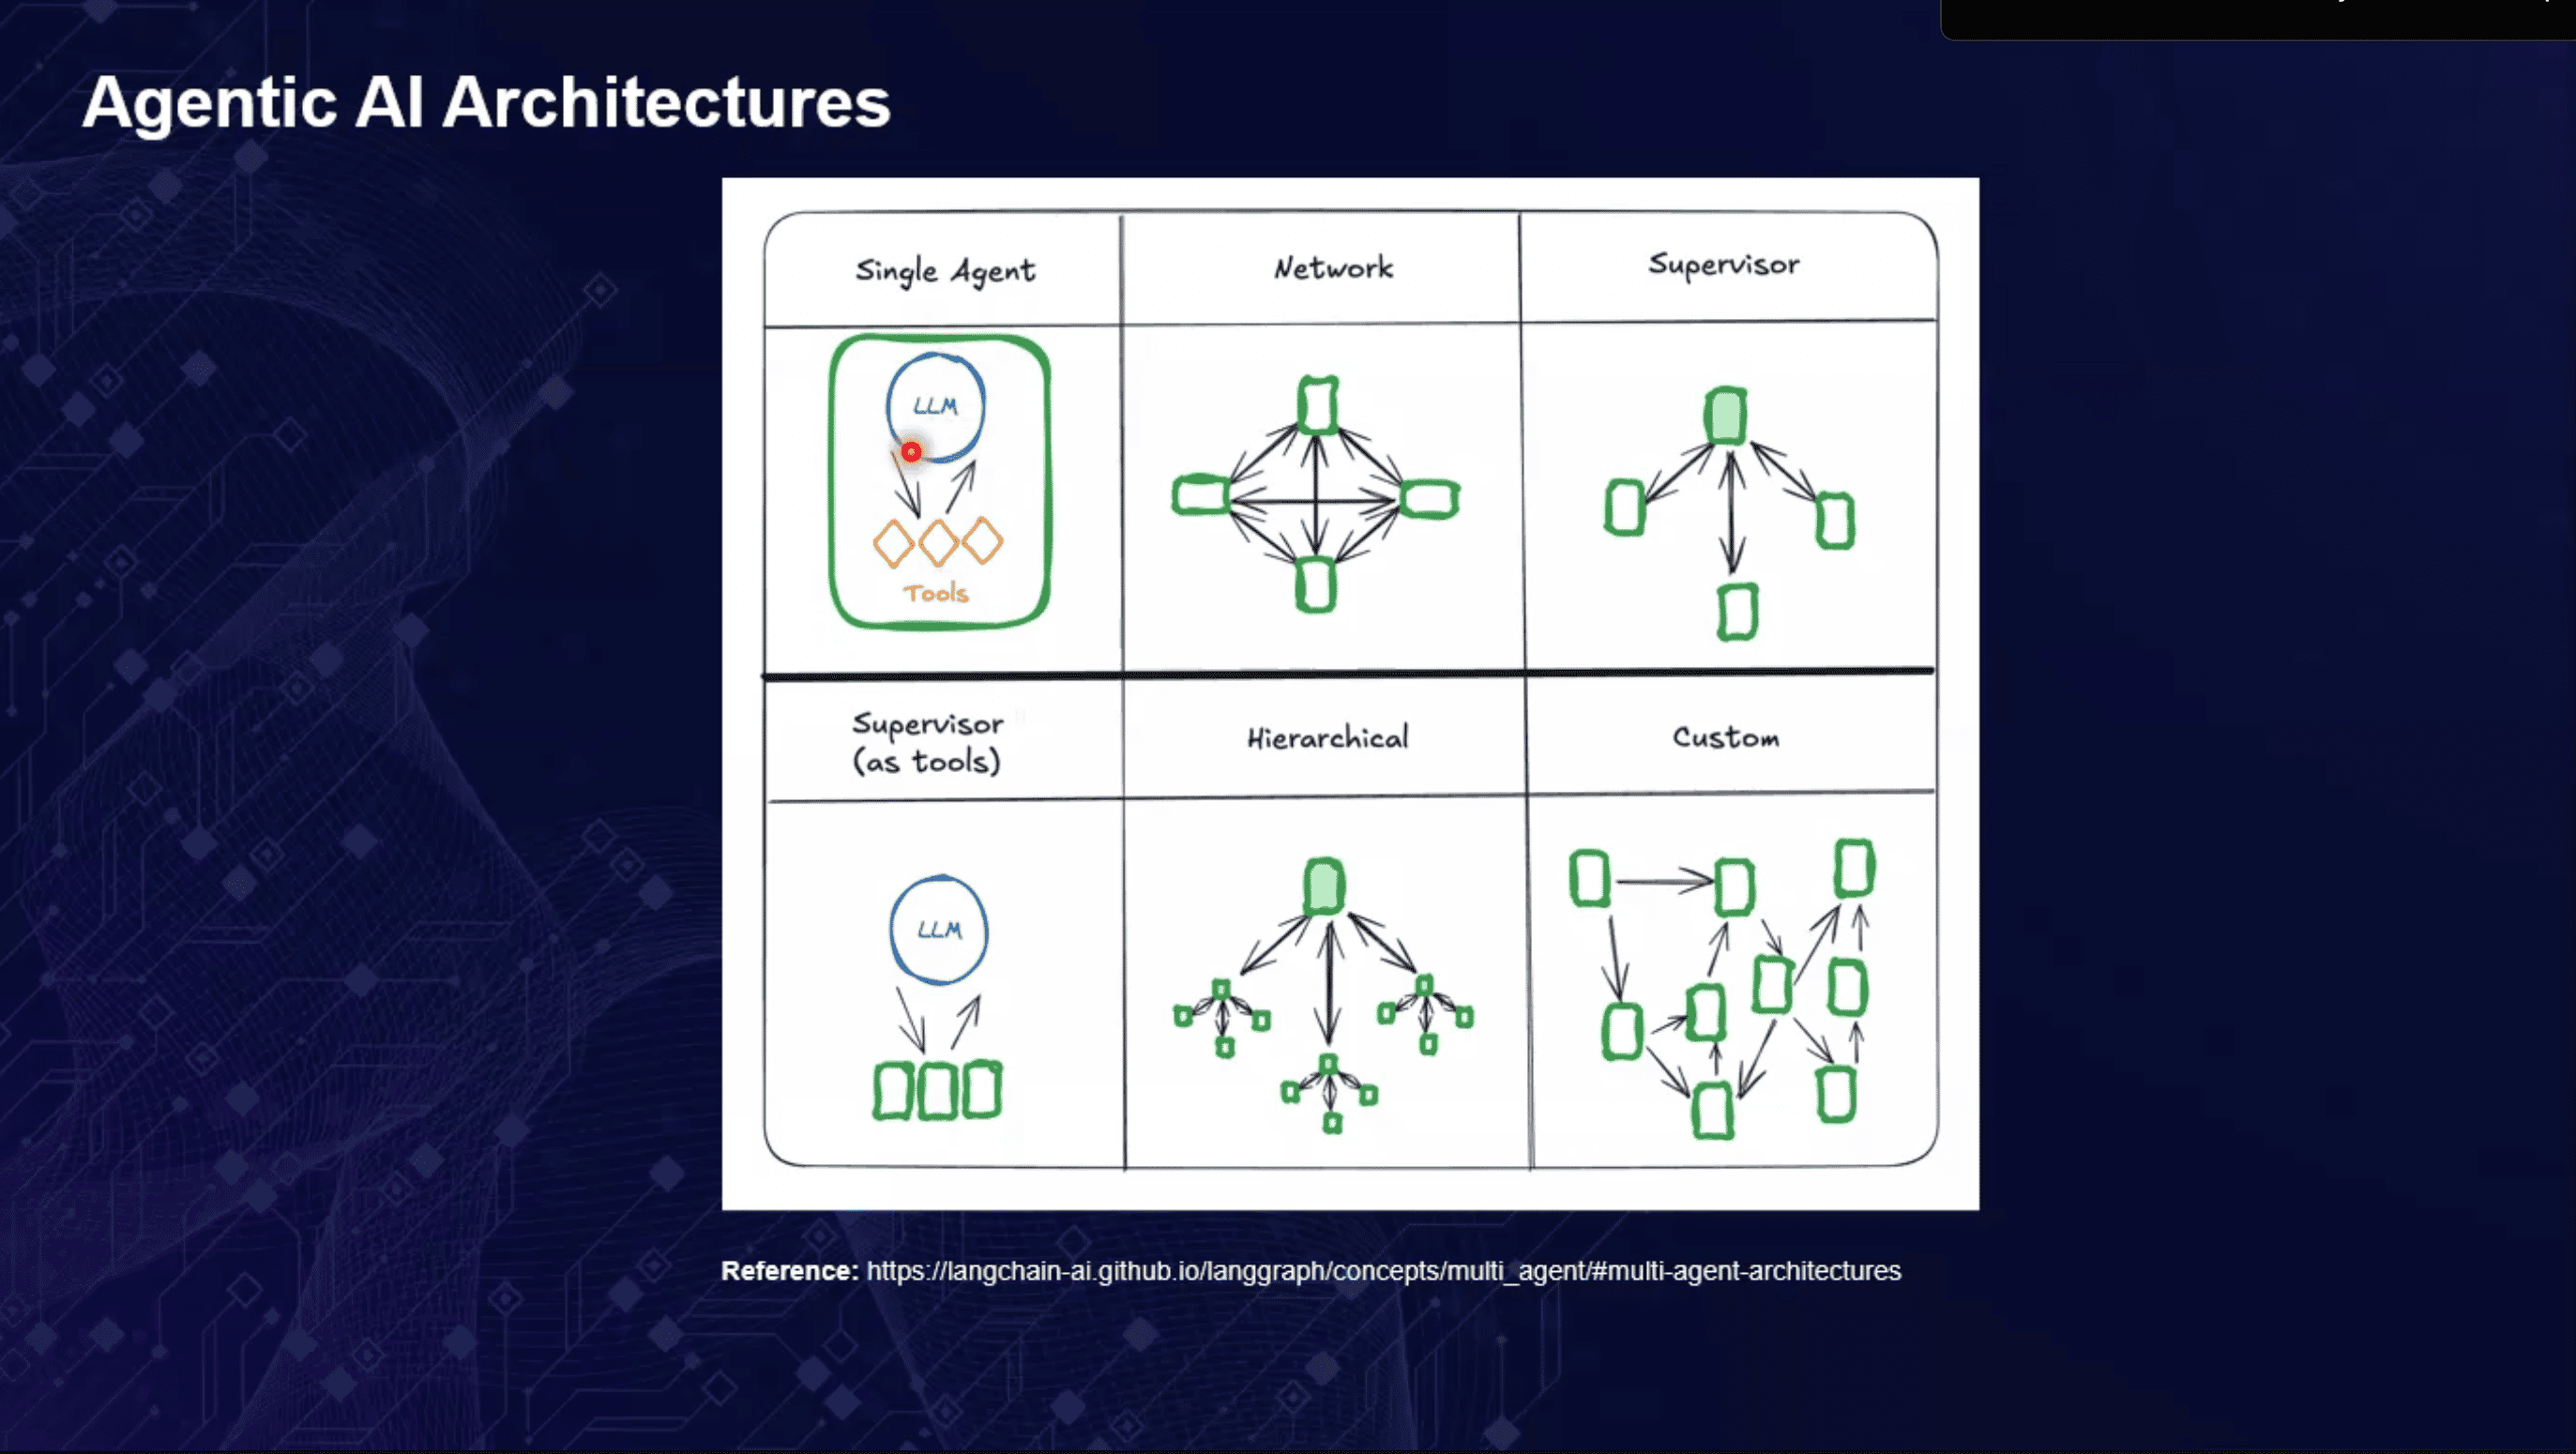 Agentic AI Architectures
Single Agent
Network
Supervisor
LLM
Tools
Supervisor
(as tools)
Hierarchical
Custom
LLM
Reference: https://langchain-ai.github.io/langgraph/concepts/multi_agent/#multi-agent-architectures